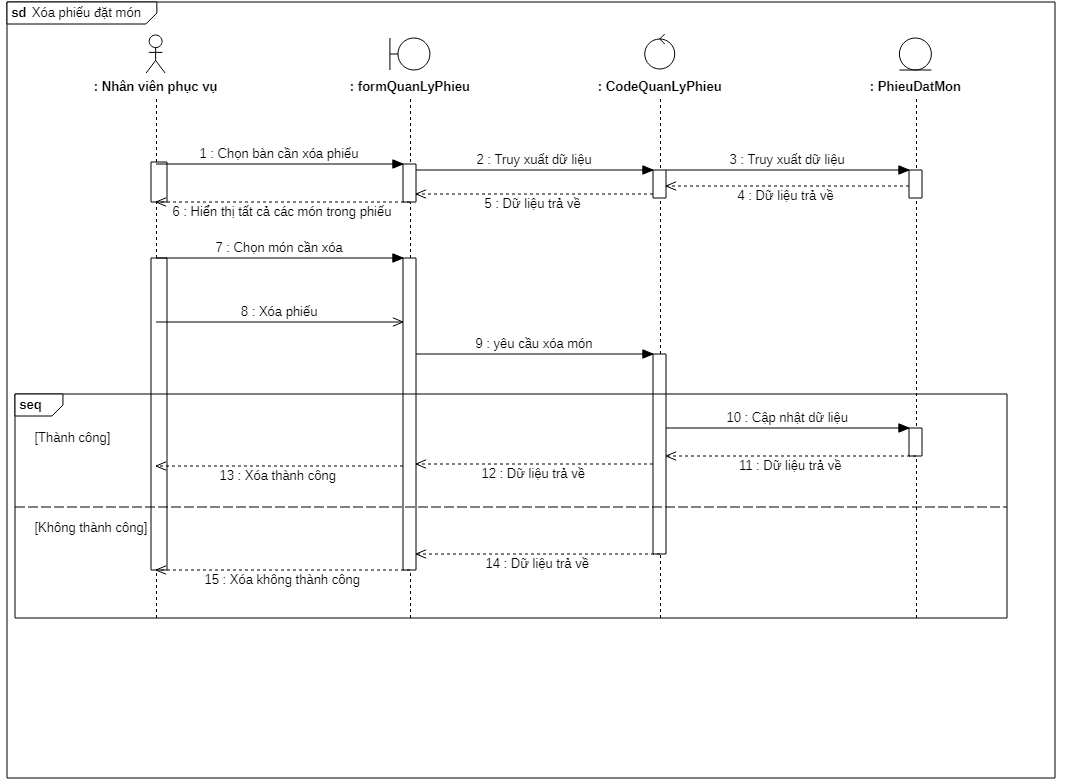 sd Xóa phiếu đặt món
: Nhân viên phục vụ
: formQuanLyPhieu
: CodeQuanLyPhieu
: PhieuDatMon
1 : Chọn bàn cần xóa phiếu
2 : Truy xuất dữ liệu
3 : Truy xuất dữ liệu
4 : Dữ liệu trả về
5 : Dữ liệu trả về
6 : Hiển thị tất cả các món trong phiếu
7 : Chọn món cần xóa
8 : Xóa phiếu
9 : yêu cầu xóa món
seq
[Thành công]
10 : Cập nhật dữ liệu
11 : Dữ liệu trả về
12 : Dữ liệu trả về
13 : Xóa thành công
[Không thành công]
14 : Dữ liệu trả về
15 : Xóa không thành công